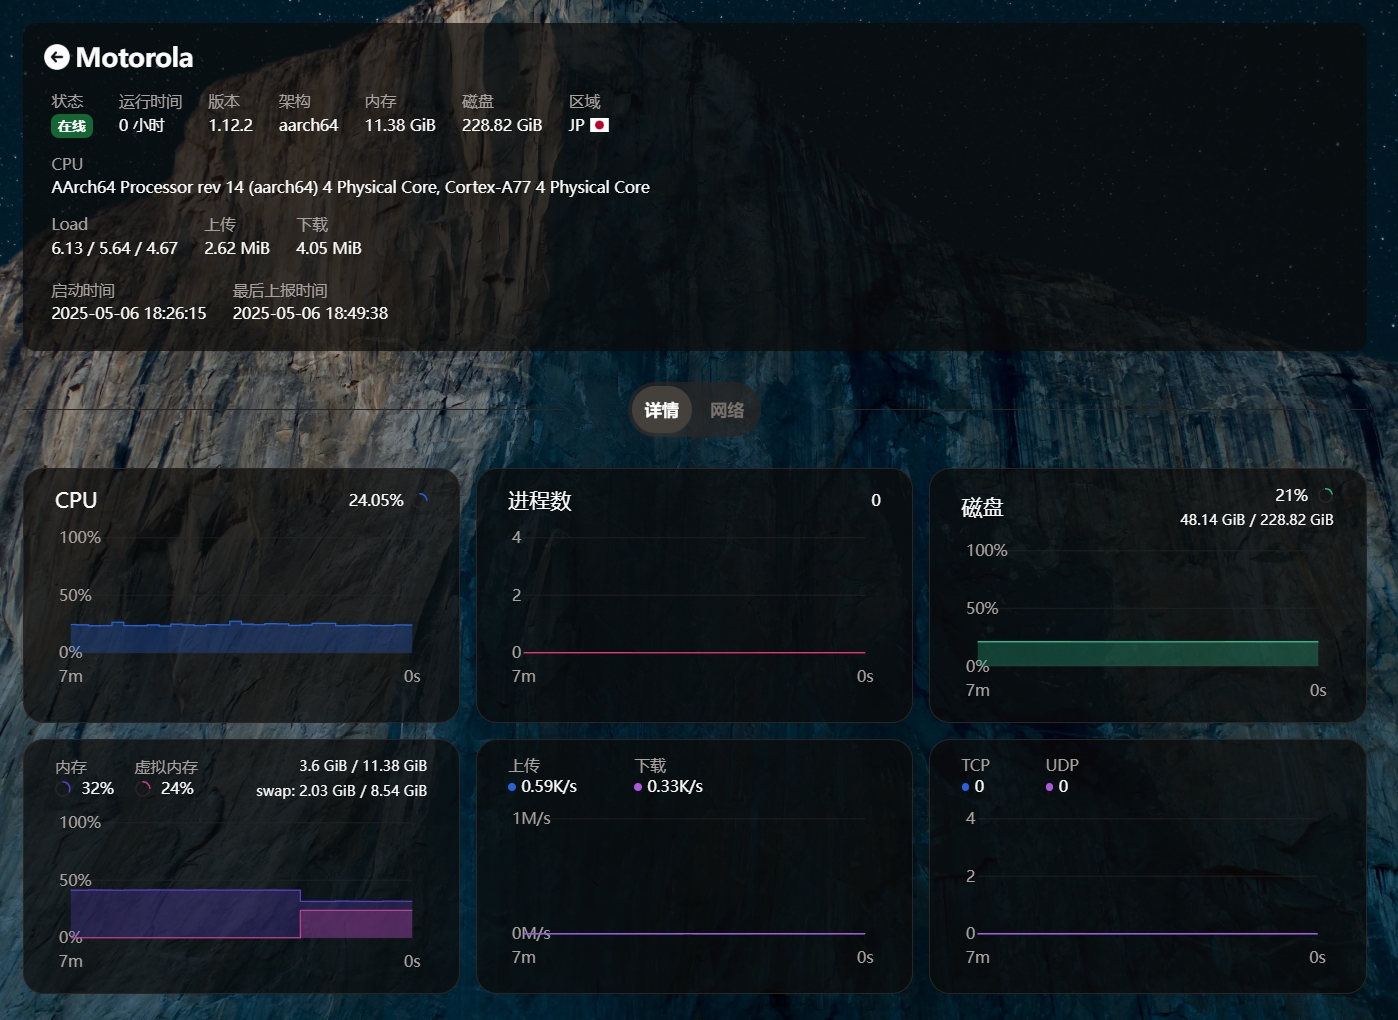 Motorola
状态 运行时间 版本 架构 内存 磁盘 区域
在线 0 小时 1.12.2 aarch64 11.38 GiB 228.82 GiB JP
CPU
AArch64 Processor rev 14 (aarch64) 4 Physical Core, Cortex-A77 4 Physical Core
Load 上传 下载
6.13 / 5.64 / 4.67 2.62 MiB 4.05 MiB
启动时间 最后上报时间
2025-05-06 18:26:15 2025-05-06 18:49:38
详情 网络
CPU 24.05%
100%
50%
0%
7m 0s
进程数 0
4
2
0
7m 0s
磁盘 21%
48.14 GiB / 228.82 GiB
100%
50%
0%
7m 0s
内存 虚拟内存 3.6 GiB / 11.38 GiB
32% 24% swap: 2.03 GiB / 8.54 GiB
100%
50%
0%
7m 0s
上传 下载
0.59K/s 0.33K/s
1M/s
0M/s
7m 0s
TCP UDP
0 0
4
2
0
7m 0s